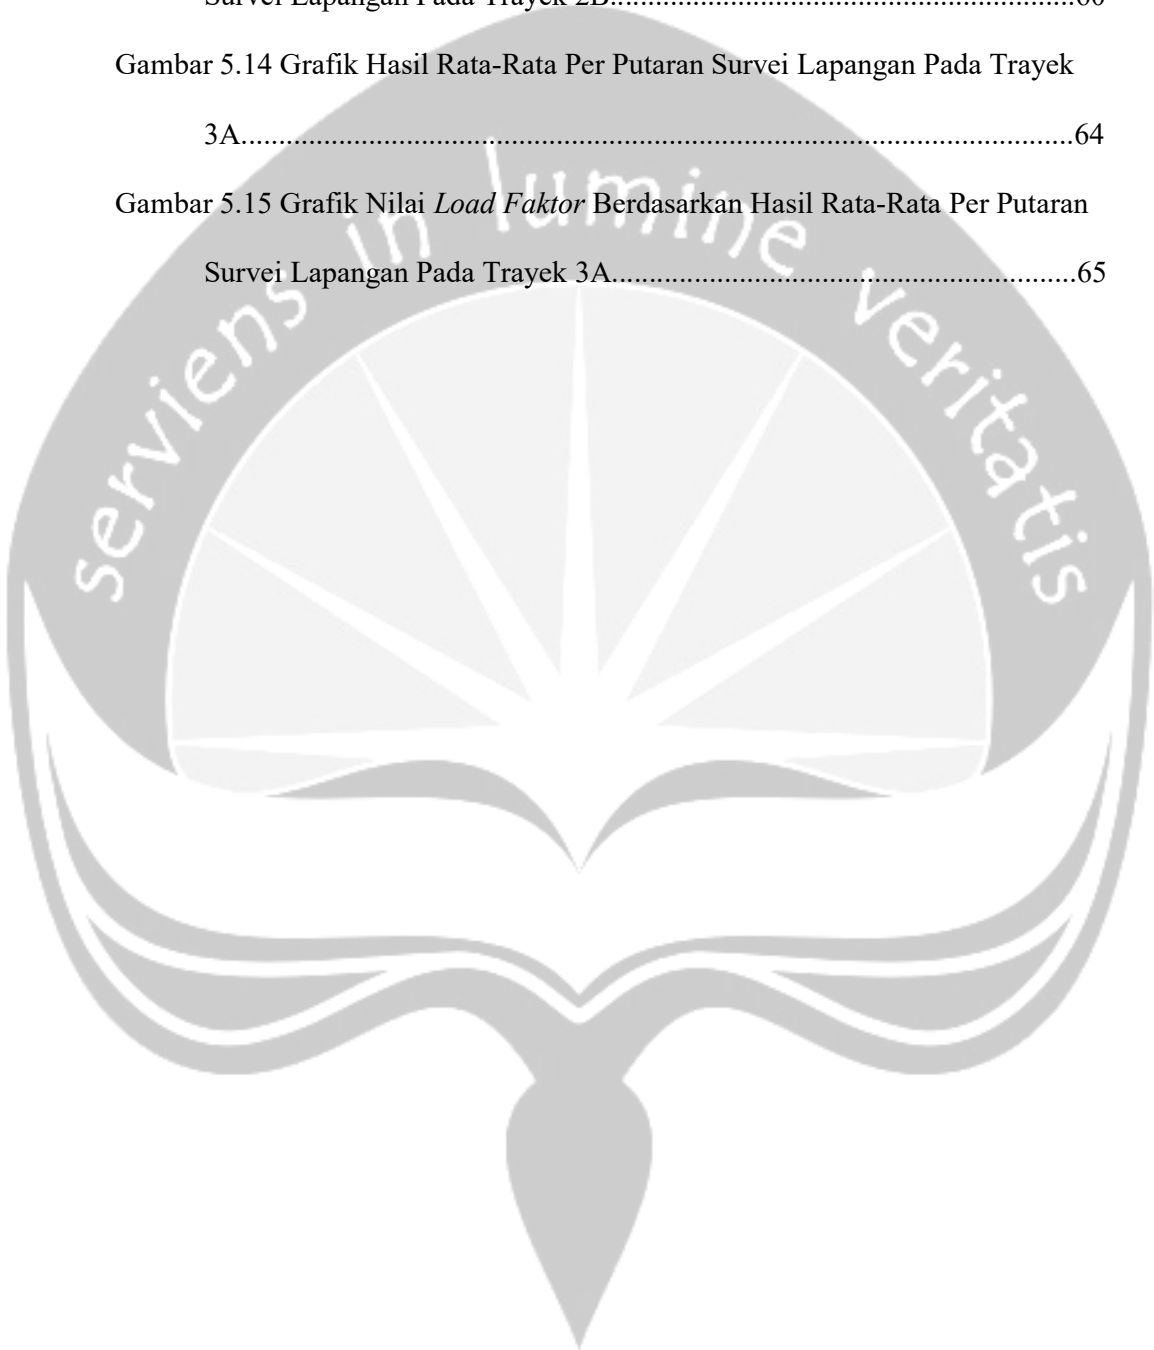 Survei Lapangan Pada Trayek 2B..............................................................60
Gambar 5.14 Grafik Hasil Rata-Rata Per Putaran Survei Lapangan Pada Trayek
3A...............................................................................................................64
Gambar 5.15 Grafik Nilai Load Faktor Berdasarkan Hasil Rata-Rata Per Putaran
Survei Lapangan Pada Trayek 3A..............................................................65
serviens in lumine veritatis